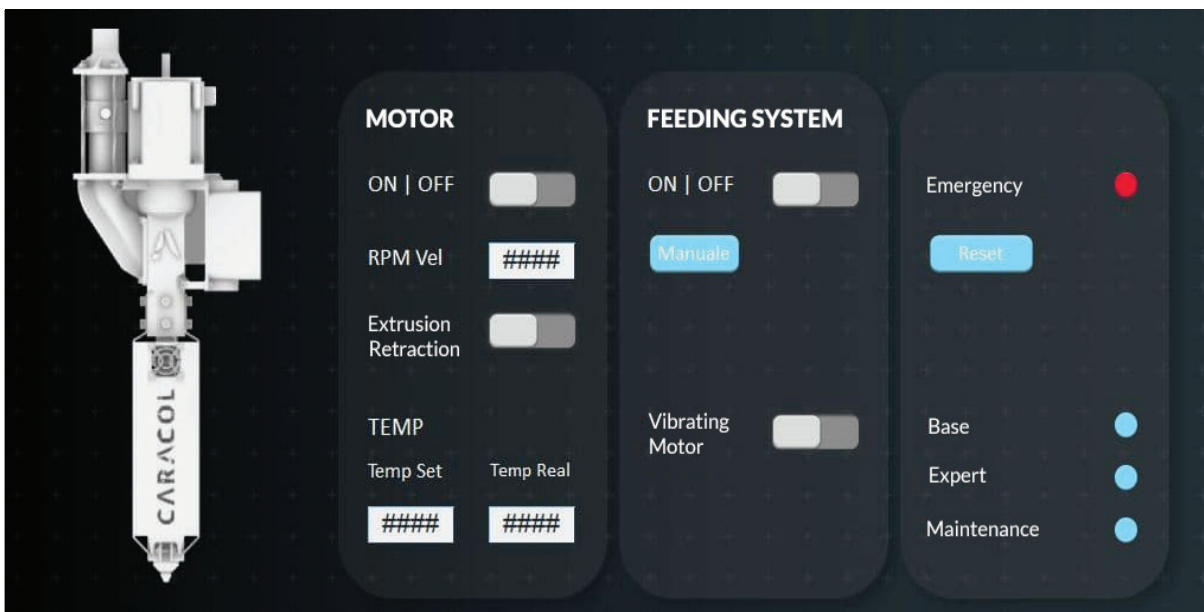 CARACOL
MOTOR
ON | OFF
RPM Vel
####
Extrusion
Retraction
TEMP
Temp Set
Temp Real
####
####
FEEDING SYSTEM
ON | OFF
Manuale
Vibrating
Motor
Emergency
Reset
Base
Expert
Maintenance